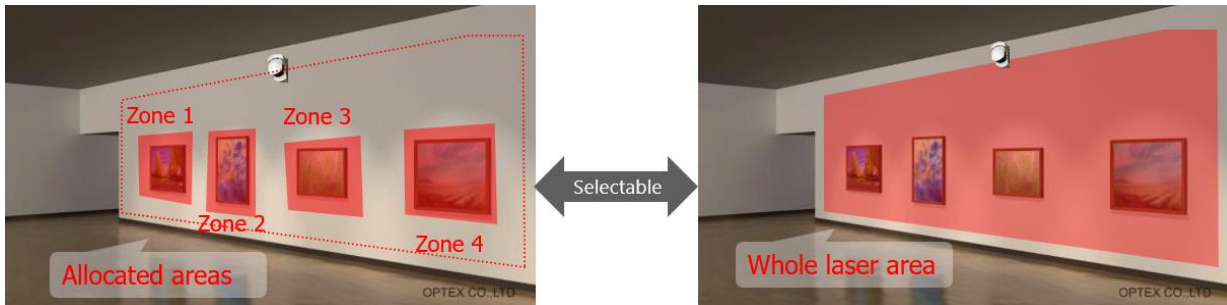 Zone 1
Zone 3
Zone 2
Zone 4
Allocated areas
OPTEX CO.,LTD
Selectable
Whole laser area
OPTEX CO.,LTD